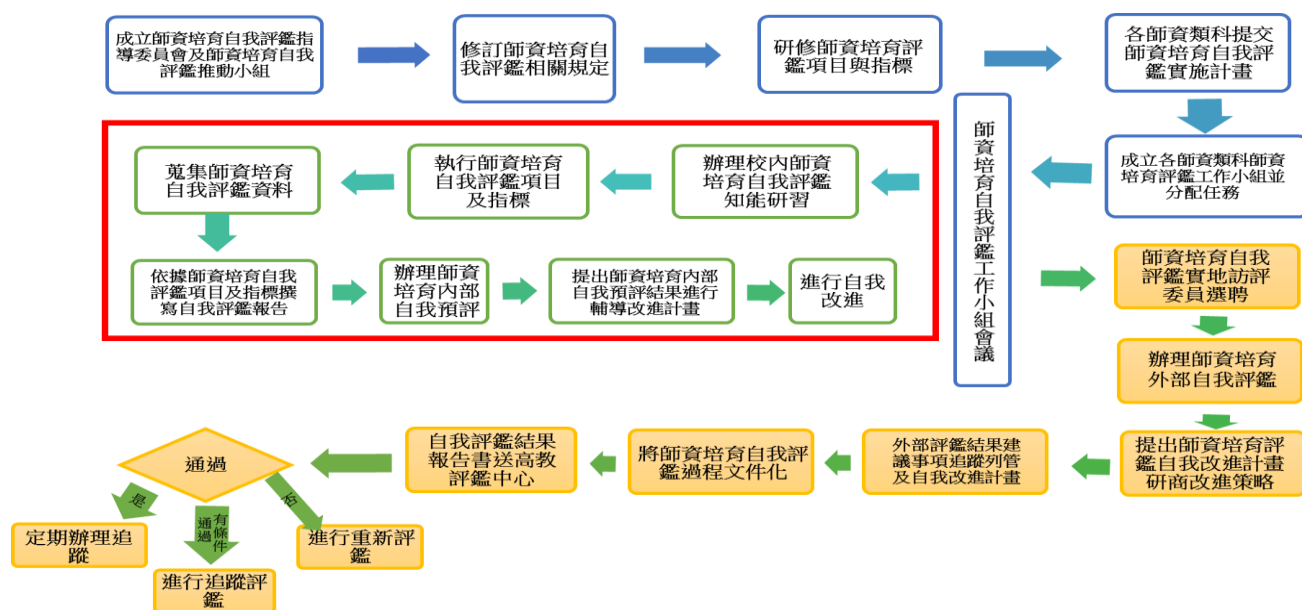 成立師資培育自我評鑑指
導委員會及師資培育自我
評鑑推動小組
修訂師資培育自
我評鑑相關規定
研修師資培育評
鑑項目與指標
各師資類科提交
師資培育自我評
鑑實施計畫
成立各師資類科師資
培育評鑑工作小組並
分配任務
師資培育自我評鑑工作小組會議
辦理校內師資
培育自我評鑑
知能研習
執行師資培育
自我評鑑項目
及指標
蒐集師資培育
自我評鑑資料
依據師資培育自我
評鑑項目及指標撰
寫自我評鑑報告
辦理師資
培育內部
自我預評
提出師資培育內部
自我預評結果進行
輔導改進計畫
進行自我
改進
師資培育自我
評鑑實地訪評
委員選聘
辦理師資培育
外部自我評鑑
提出師資培育評
鑑自我改進計畫
研商改進策略
外部評鑑結果建
議事項追蹤列管
及自我改進計畫
將師資培育自我評
鑑過程文件化
自我評鑑結果
報告書送高教
評鑑中心
通過
是
有條件
通過
否
定期辦理追
蹤
進行追蹤評
鑑
進行重新評
鑑